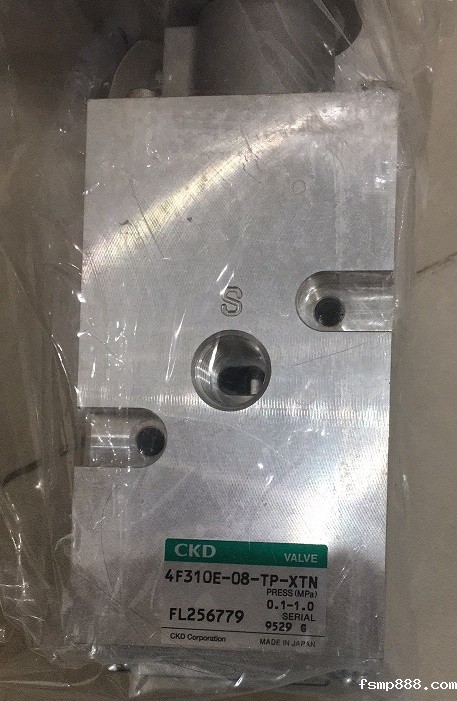 S
CKD VALVE
4F310E-08-TP-XTN
PRESS(MPa)
0.1-1.0
FL256779 SERIAL
9529 G
CKD Corporation MADE IN JAPAN
fsmp888.com